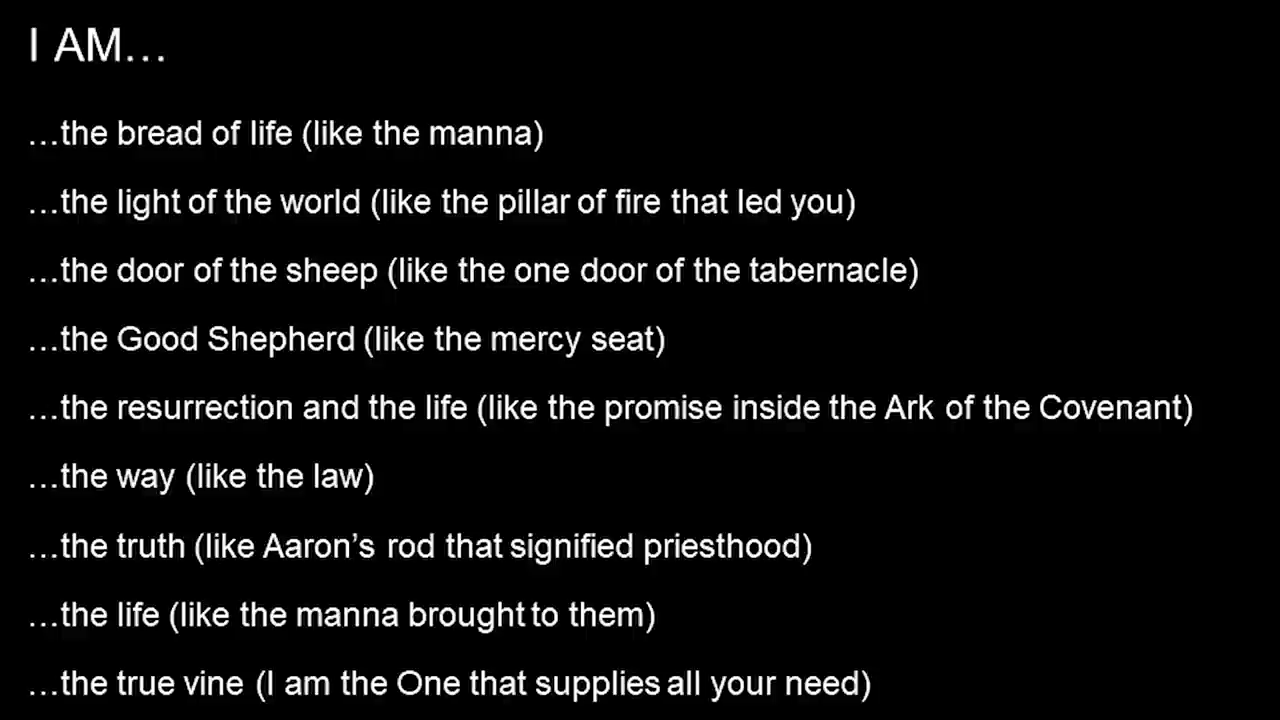 I AM…
…the bread of life (like the manna)
…the light of the world (like the pillar of fire that led you)
…the door of the sheep (like the one door of the tabernacle)
…the Good Shepherd (like the mercy seat)
…the resurrection and the life (like the promise inside the Ark of the Covenant)
…the way (like the law)
…the truth (like Aaron’s rod that signified priesthood)
…the life (like the manna brought to them)
…the true vine (I am the One that supplies all your need)